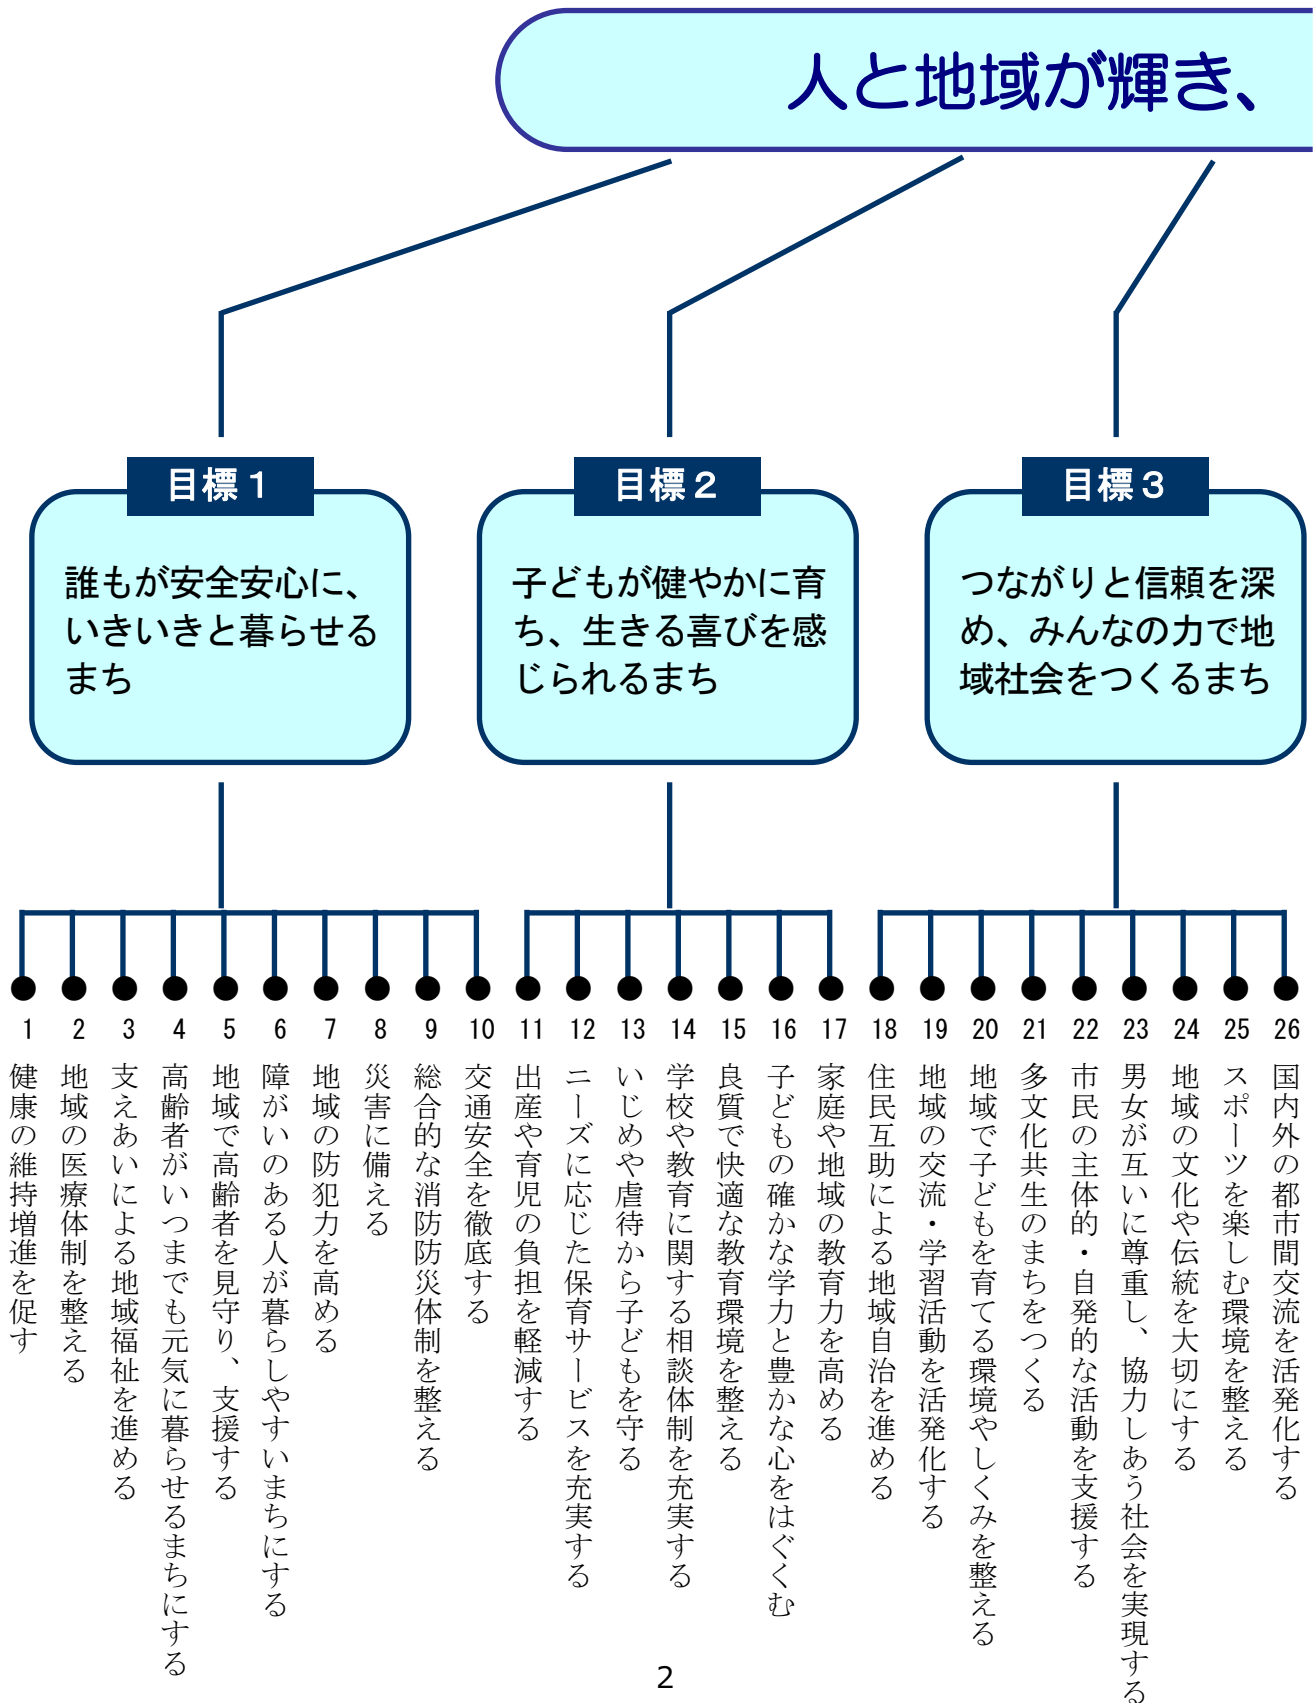 人と地域が輝き、
目標１
誰もが安全安心に、
いきいきと暮らせる
まち
目標２
子どもが健やかに育
ち、生きる喜びを感
じられるまち
目標３
つながりと信頼を深
め、みんなの力で地
域社会をつくるまち
1 健康の維持増進を促す
2 地域の医療体制を整える
3 支えあいによる地域福祉を進める
4 高齢者がいつまでも元気に暮らせるまちにする
5 地域で高齢者を見守り、支援する
6 障がいのある人が暮らしやすいまちにする
7 地域の防犯力を高める
8 災害に備える
9 総合的な消防防災体制を整える
10 交通安全を徹底する
11 出産や育児の負担を軽減する
12 ニーズに応じた保育サービスを充実する
13 いじめや虐待から子どもを守る
14 学校や教育に関する相談体制を充実する
15 良質で快適な教育環境を整える
16 子どもの確かな学力と豊かな心をはぐくむ
17 家庭や地域の教育力を高める
18 住民互助による地域自治を進める
19 地域の交流・学習活動を活発化する
20 地域で子どもを育てる環境やしくみを整える
21 多文化共生のまちをつくる
22 市民の主体的・自発的な活動を支援する
23 男女が互いに尊重し、協力しあう社会を実現する
24 地域の文化や伝統を大切にする
25 スポーツを楽しむ環境を整える
26 国内外の都市間交流を活発化する
2